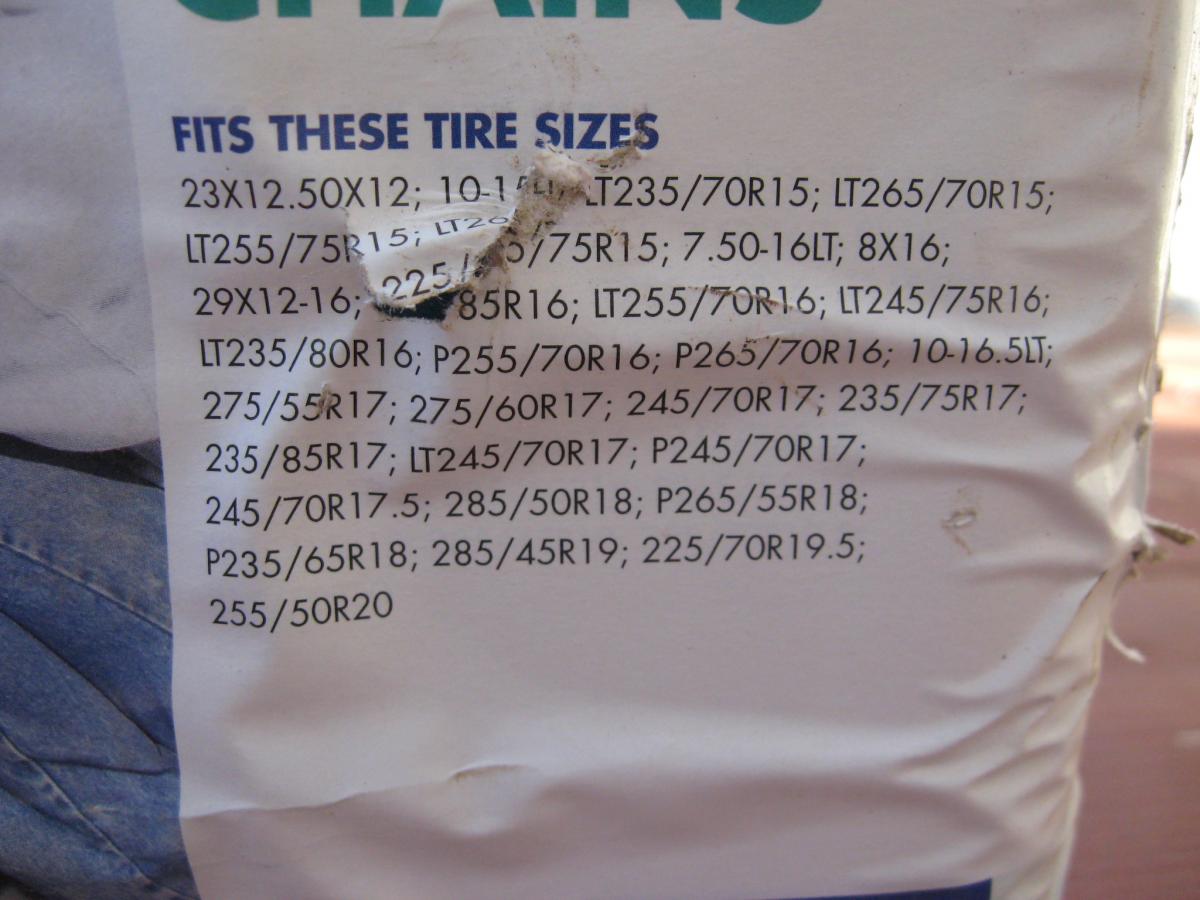 CHAINS
FITS THESE TIRE SIZES
23X12.50X12; LT235/70R15; LT265/70R15;
LT255/75R15; 7.50-16LT; 8X16;
29X12-16; LT255/70R16; LT245/75R16;
LT235/80R16; P255/70R16; P265/70R16; 10-16.5LT;
275/55R17; 275/60R17; 245/70R17; 235/75R17;
235/85R17; LT245/70R17; P245/70R17;
245/70R17.5; 285/50R18; P265/55R18;
P235/65R18; 285/45R19; 225/70R19.5;
255/50R20